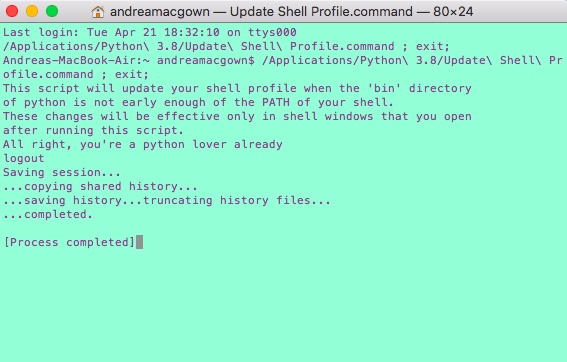 andreamacgown — Update Shell Profile.command — 80×24
Last login: Tue Apr 21 18:32:10 on ttys000
/Applications/Python\ 3.8/Update\ Shell\ Profile.command ; exit;
Andreas-MacBook-Air:~ andreamacgown$ /Applications/Python\ 3.8/Update\ Shell\ Pr
ofile.command ; exit;
This script will update your shell profile when the 'bin' directory
of python is not early enough of the PATH of your shell.
These changes will be effective only in shell windows that you open
after running this script.
All right, you're a python lover already
logout
Saving session...
...copying shared history...
...saving history...truncating history files...
...completed.
[Process completed]